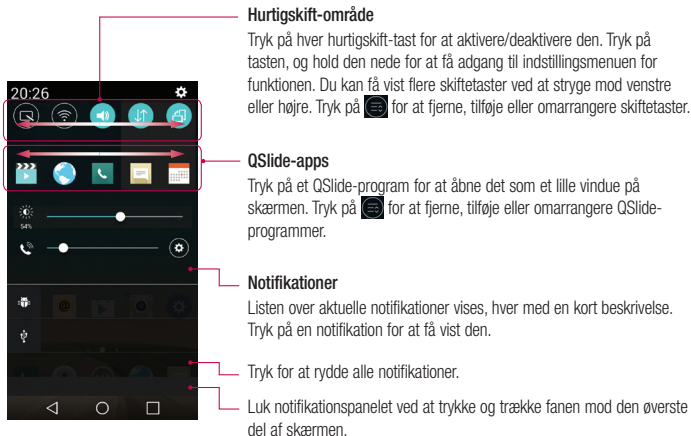 Hurtigskift-område
Tryk på hver hurtigskift-tast for at aktivere/deaktivere den. Tryk på
tasten, og hold den nede for at få adgang til indstillingsmenuen for
funktionen. Du kan få vist flere skiftetaster ved at stryge mod venstre
eller højre. Tryk på for at fjerne, tilføje eller omarrangere skiftetaster.
20:26
QSlide-apps
Tryk på et QSlide-program for at åbne det som et lille vindue på
skærmen. Tryk på for at fjerne, tilføje eller omarrangere QSlide-
programmer.
54%
Notifikationer
Listen over aktuelle notifikationer vises, hver med en kort beskrivelse.
Tryk på en notifikation for at få vist den.
Tryk for at rydde alle notifikationer.
Luk notifikationspanelet ved at trykke og trække fanen mod den øverste
del af skærmen.